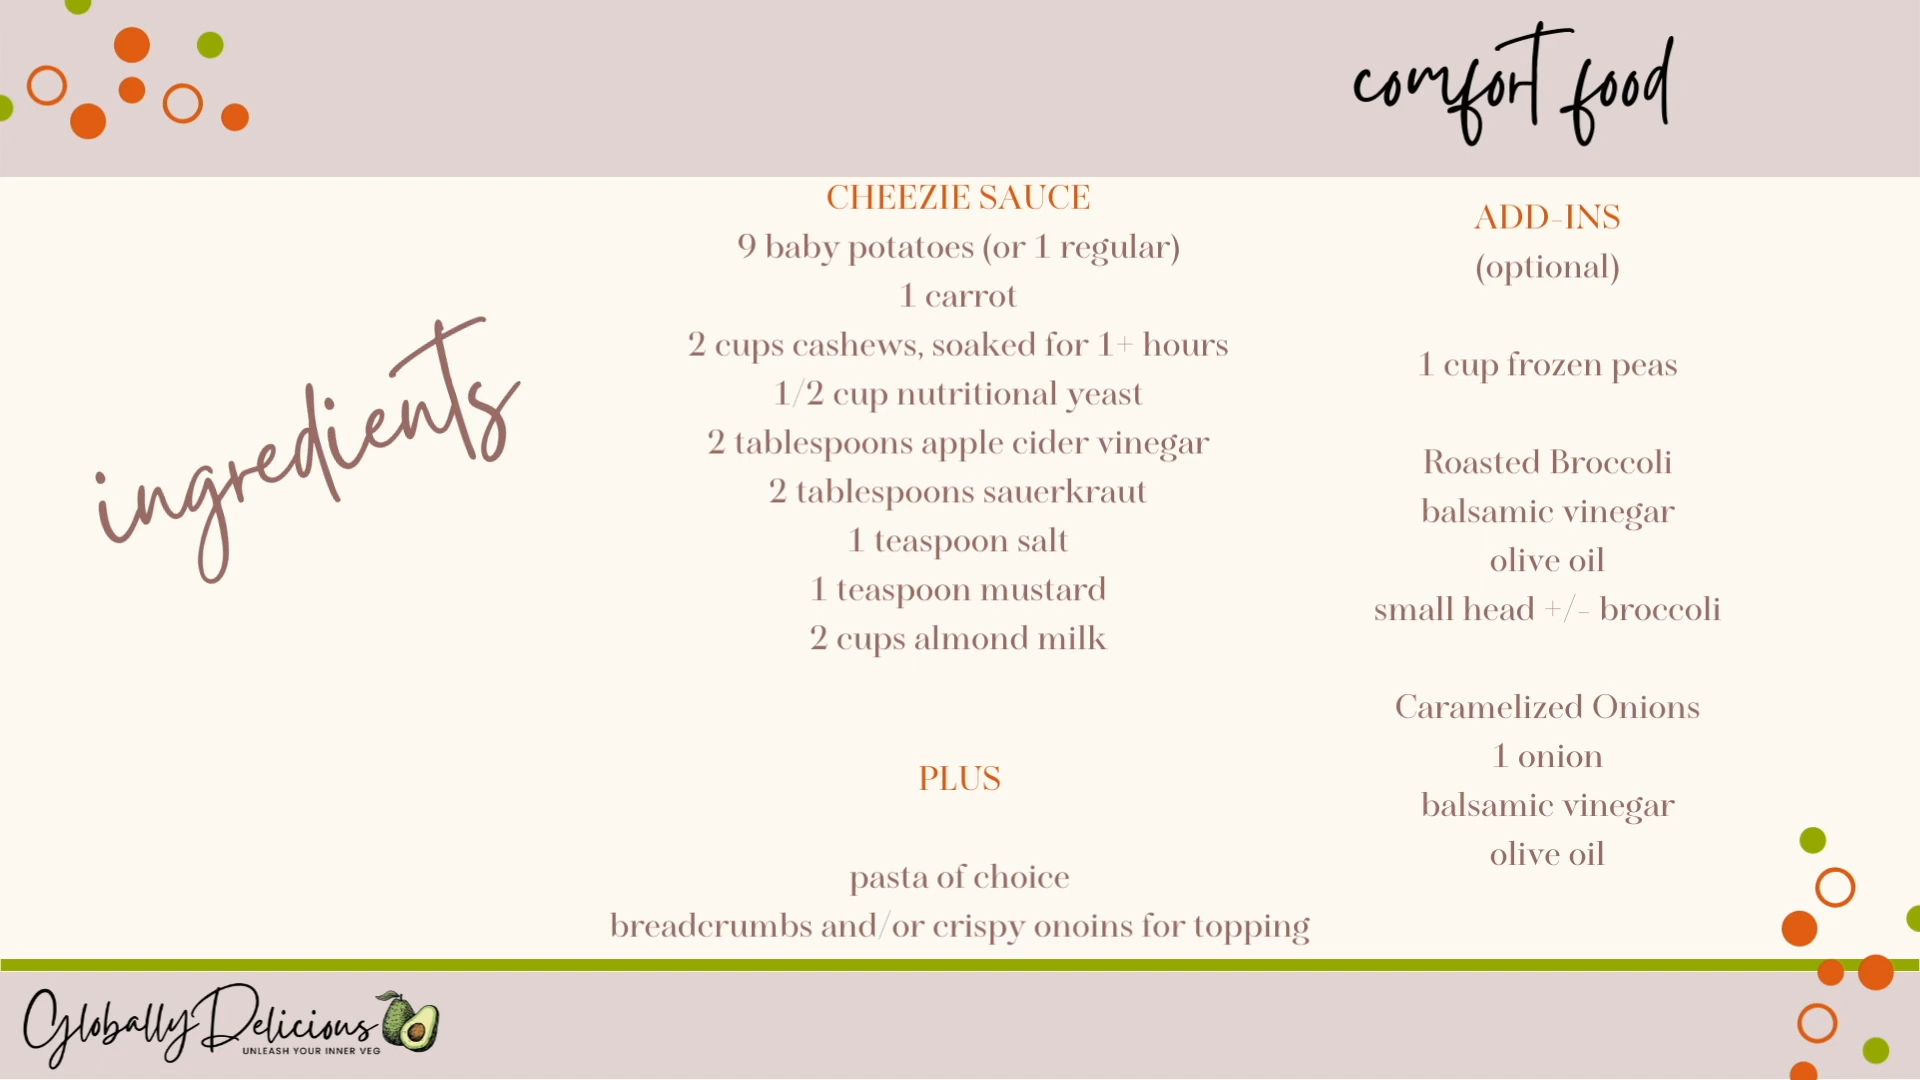 comfort food
ingredients
CHEEZIE SAUCE
9 baby potatoes (or 1 regular)
1 carrot
2 cups cashews, soaked for 1+ hours
1/2 cup nutritional yeast
2 tablespoons apple cider vinegar
2 tablespoons sauerkraut
1 teaspoon salt
1 teaspoon mustard
2 cups almond milk
PLUS
pasta of choice
breadcrumbs and/or crispy onoins for topping
ADD-INS
(optional)
1 cup frozen peas
Roasted Broccoli
balsamic vinegar
olive oil
small head +/- broccoli
Caramelized Onions
1 onion
balsamic vinegar
olive oil
Globally Delicious
UNLEASH YOUR INNER VEG